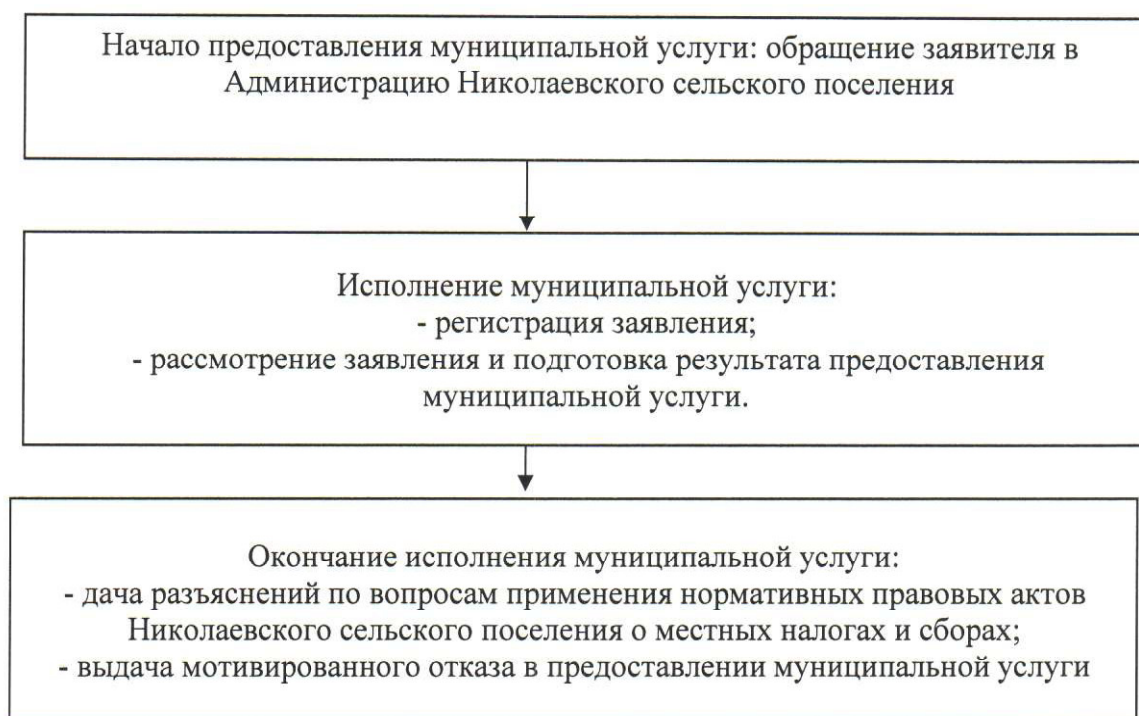 Начало предоставления муниципальной услуги: обращение заявителя в
Администрацию Николаевского сельского поселения
Исполнение муниципальной услуги:
- регистрация заявления;
- рассмотрение заявления и подготовка результата предоставления
муниципальной услуги.
Окончание исполнения муниципальной услуги:
- дача разъяснений по вопросам применения нормативных правовых актов
Николаевского сельского поселения о местных налогах и сборах;
- выдача мотивированного отказа в предоставлении муниципальной услуги